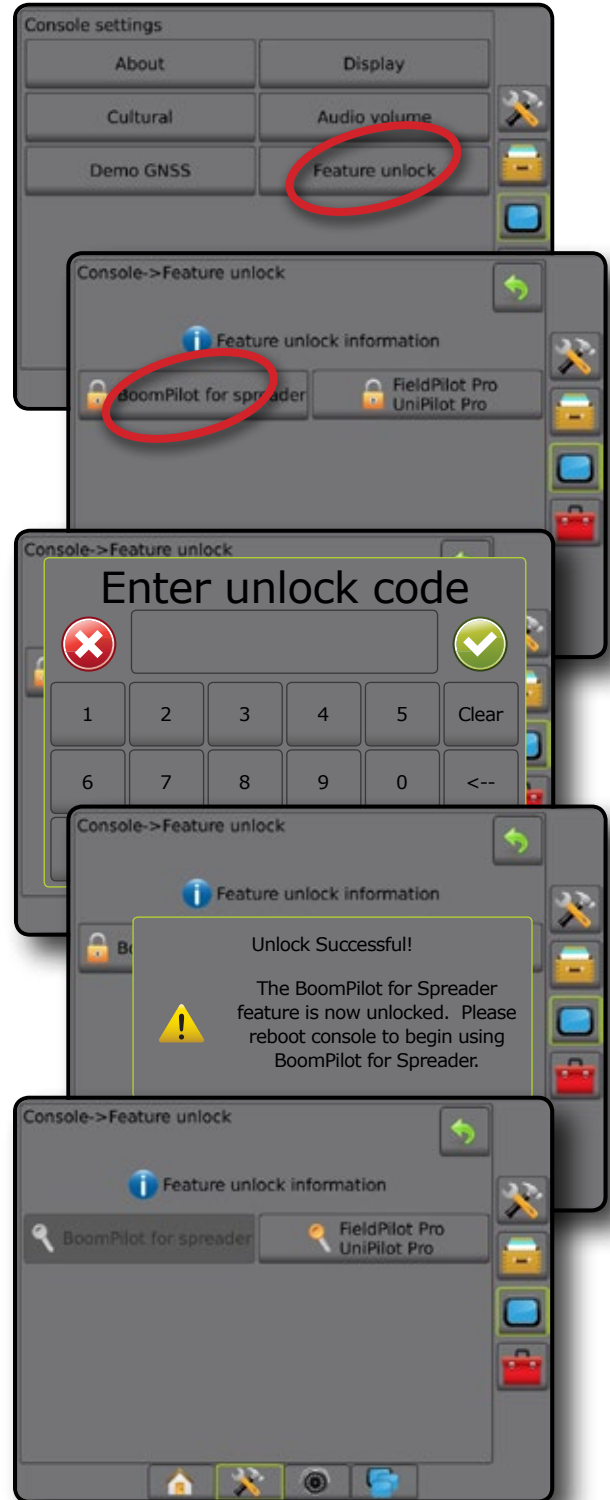 Console settings
About Display
Cultural Audio volume
Demo GNSS Feature unlock
Console->Feature unlock
Feature unlock information
BoomPilot for spreader FieldPilot Pro
UniPilot Pro
Console->Feature unlock
Enter unlock code
1 2 3 4 5 Clear
6 7 8 9 0 <--
Console->Feature unlock
Feature unlock information
Bo
Unlock Successful!
The BoomPilot for Spreader
feature is now unlocked. Please
reboot console to begin using
BoomPilot for Spreader.
Console->Feature unlock
Feature unlock information
BoomPilot for spreader FieldPilot Pro
UniPilot Pro